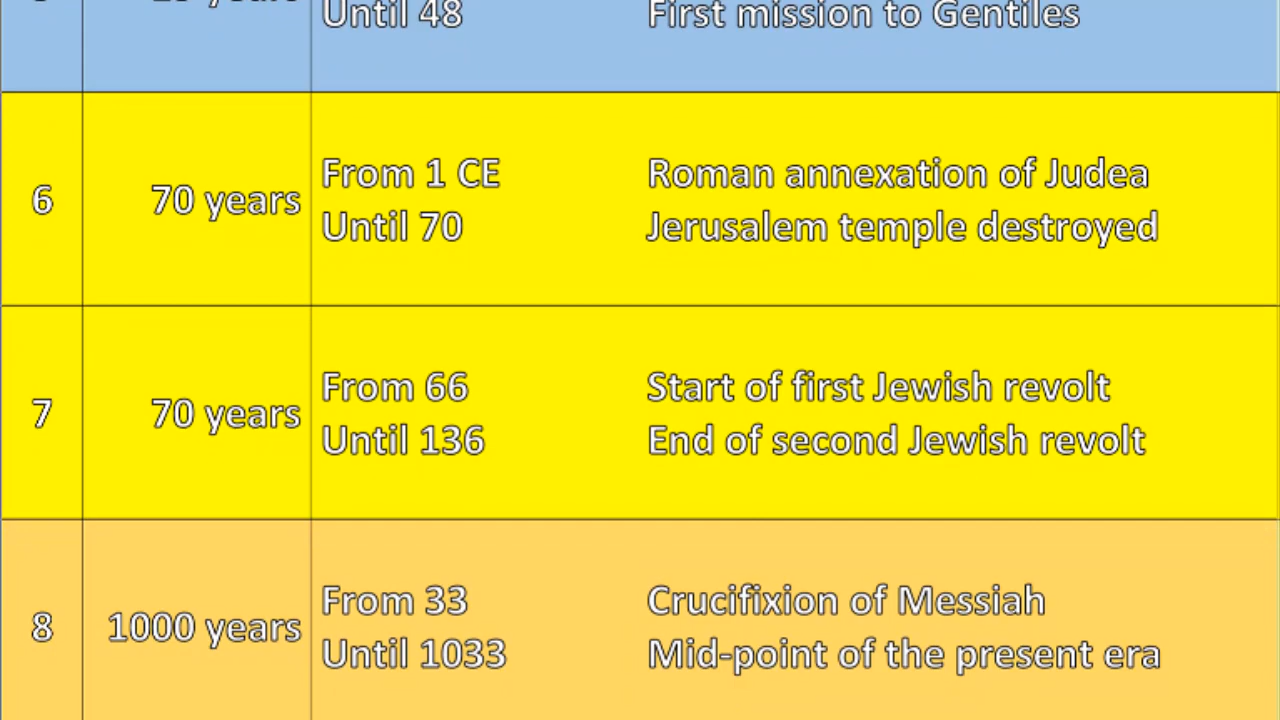 years
Until 48 First mission to Gentiles
6 70 years
From 1 CE Roman annexation of Judea
Until 70 Jerusalem temple destroyed
7 70 years
From 66 Start of first Jewish revolt
Until 136 End of second Jewish revolt
8 1000 years
From 33 Crucifixion of Messiah
Until 1033 Mid-point of the present era